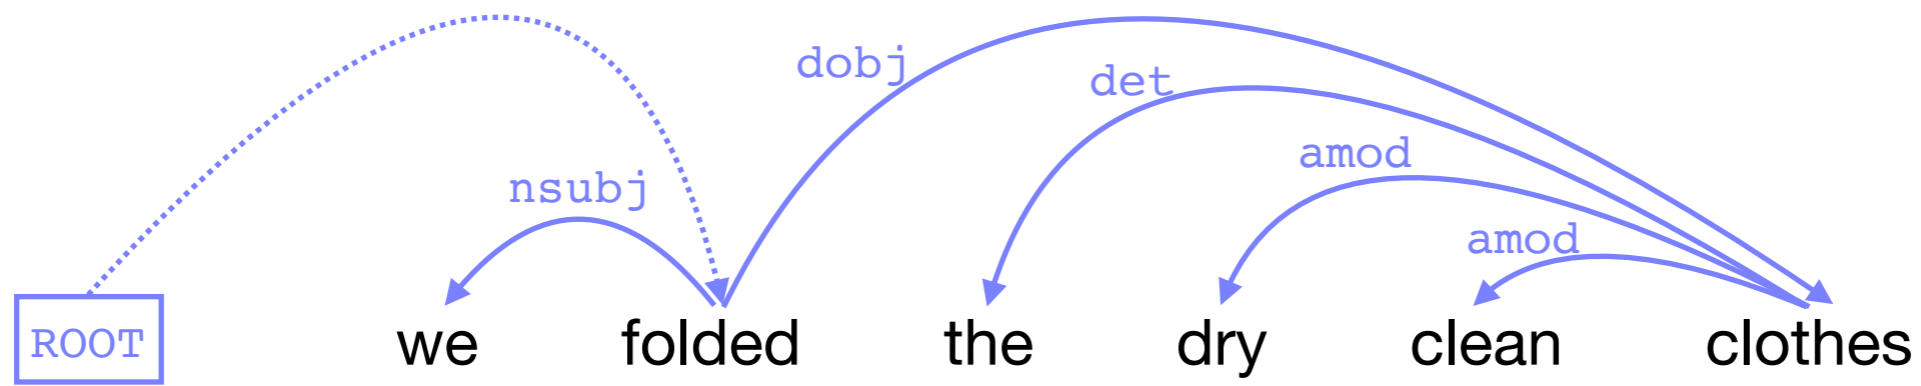 dobj
det
amod
nsubj
amod
ROOT we folded the dry clean clothes